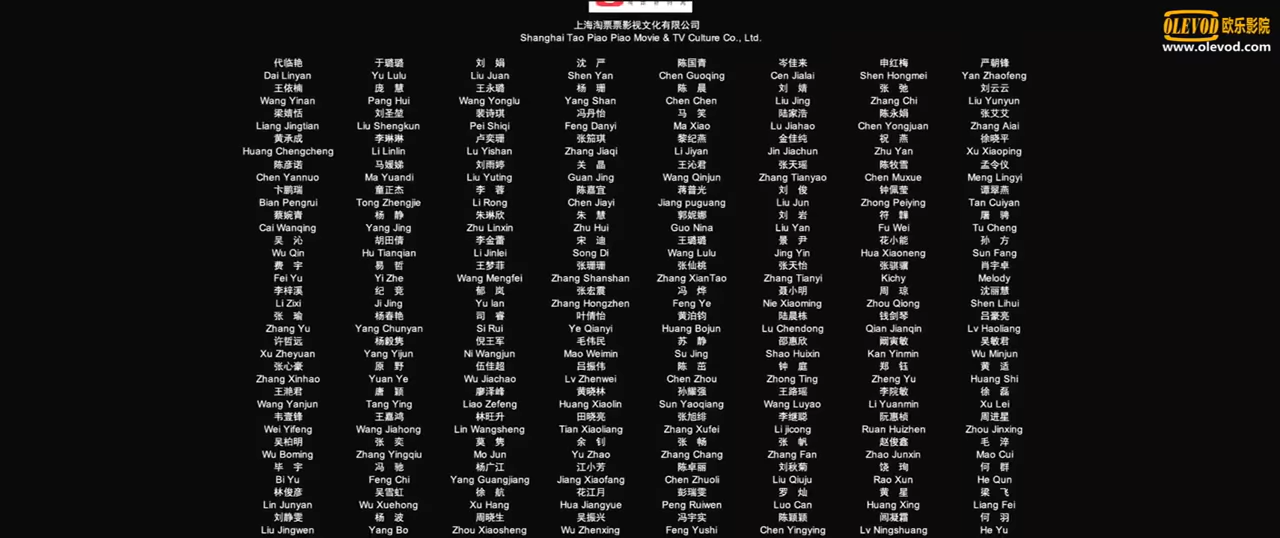 OLEVOD 欧乐影院
www.olevod.com
上海淘票票影视文化有限公司
Shanghai Tao Piao Piao Movie & TV Culture Co., Ltd.
代临艳 于璐璐 刘娟 沈严 陈国青 岑佳来 申红梅 严朝锋
Dai Linyan Yu Lulu Liu Juan Shen Yan Chen Guoqing Cen Jialai Shen Hongmei Yan Zhaofeng
王依楠 庞慧 王永璐 杨珊 陈晨 刘婧 张弛 刘云云
Wang Yinan Pang Hui Wang Yonglu Yang Shan Chen Chen Liu Jing Zhang Chi Liu Yunyun
梁婧恬 刘圣堃 裴诗琪 冯丹怡 马笑 陆家浩 陈永娟 张艾艾
Liang Jingtian Liu Shengkun Pei Shiqi Feng Danyi Ma Xiao Lu Jiahao Chen Yongjuan Zhang Aiai
黄承成 李琳琳 卢奕珊 张笳琪 黎纪燕 金佳纯 祝燕 徐晓平
Huang Chengcheng Li Linlin Lu Yishan Zhang Jiaqi Li Jiyan Jin Jiachun Zhu Yan Xu Xiaoping
陈彦诺 马媛娣 刘雨婷 关晶 王沁君 张天瑶 陈牧雪 孟令仪
Chen Yannuo Ma Yuandi Liu Yuting Guan Jing Wang Qinjun Zhang Tianyao Chen Muxue Meng Lingyi
卞鹏瑞 童正杰 李蓉 陈嘉宜 蒋普光 刘俊 钟佩莹 谭翠燕
Bian Pengrui Tong Zhengjie Li Rong Chen Jiayi Jiang puguang Liu Jun Zhong Peiying Tan Cuiyan
蔡婉青 杨静 朱琳欣 朱慧 郭妮娜 刘岩 符韡 屠骋
Cai Wanqing Yang Jing Zhu Linxin Zhu Hui Guo Nina Liu Yan Fu Wei Tu Cheng
吴沁 胡田倩 李金蕾 宋迪 王璐璐 景尹 花小能 孙方
Wu Qin Hu Tianqian Li Jinlei Song Di Wang Lulu Jing Yin Hua Xiaoneng Sun Fang
费宇 易哲 王梦菲 张珊珊 张仙桃 张天怡 张骐骥 肖宇卓
Fei Yu Yi Zhe Wang Mengfei Zhang Shanshan Zhang XianTao Zhang Tianyi Kichy Melody
李梓溪 纪竞 郁岚 张宏震 冯烨 聂小明 周琼 沈丽慧
Li Zixi Ji Jing Yu lan Zhang Hongzhen Feng Ye Nie Xiaoming Zhou Qiong Shen Lihui
张瑜 杨春艳 司睿 叶倩怡 黄泊钧 陆晨栋 钱剑琴 吕豪亮
Zhang Yu Yang Chunyan Si Rui Ye Qianyi Huang Bojun Lu Chendong Qian Jianqin Lv Haoliang
许哲远 杨毅隽 倪王军 毛伟民 苏静 邵惠欣 阚寅敏 吴敏君
Xu Zheyuan Yang Yijun Ni Wangjun Mao Weimin Su Jing Shao Huixin Kan Yinmin Wu Minjun
张心豪 原野 伍佳超 吕振伟 陈茁 钟庭 郑钰 黄适
Zhang Xinhao Yuan Ye Wu Jiachao Lv Zhenwei Chen Zhou Zhong Ting Zheng Yu Huang Shi
王滟君 唐颖 廖泽峰 黄晓林 孙耀强 王路瑶 李院敏 徐磊
Wang Yanjun Tang Ying Liao Zefeng Huang Xiaolin Sun Yaoqiang Wang Luyao Li Yuanmin Xu Lei
韦壹锋 王嘉鸿 林旺升 田晓亮 张旭绯 李继聪 阮惠桢 周进星
Wei Yifeng Wang Jiahong Lin Wangsheng Tian Xiaoliang Zhang Xufei Li jicong Ruan Huizhen Zhou Jinxing
吴柏明 张奕 莫隽 余钊 张畅 张帆 赵俊鑫 毛淬
Wu Boming Zhang Yingqiu Mo Jun Yu Zhao Zhang Chang Zhang Fan Zhao Junxin Mao Cui
毕宇 冯驰 杨广江 江小芳 陈卓丽 刘秋菊 饶珣 何群
Bi Yu Feng Chi Yang Guangjiang Jiang Xiaofang Chen Zhuoli Liu Qiuju Rao Xun He Qun
林俊彦 吴雪虹 徐航 花江月 彭瑞雯 罗灿 黄星 梁飞
Lin Junyan Wu Xuehong Xu Hang Hua Jiangyue Peng Ruiwen Luo Can Huang Xing Liang Fei
刘静雯 杨波 周晓生 吴振兴 冯宇实 陈颖颖 闾凝霜 何羽
Liu Jingwen Yang Bo Zhou Xiaosheng Wu Zhenxing Feng Yushi Chen Yingying Lv Ningshuang He Yu